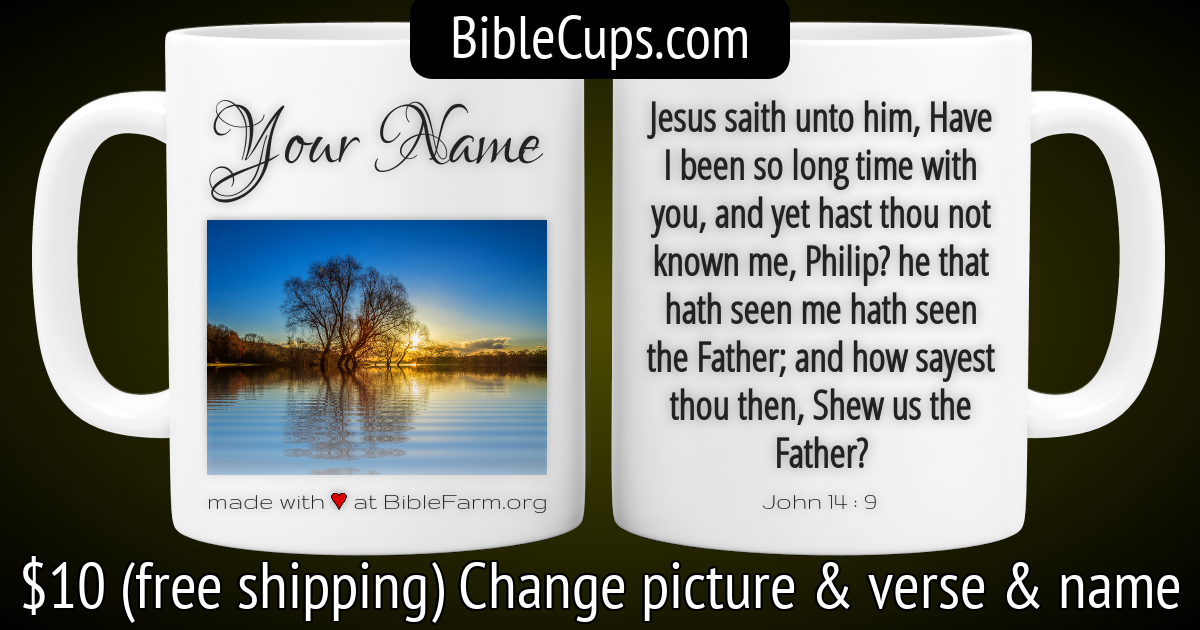 BibleCups.com
Your Name
made with ♥ at BibleFarm.org
Jesus saith unto him, Have
I been so long time with
you, and yet hast thou not
known me, Philip? he that
hath seen me hath seen
the Father; and how sayest
thou then, Shew us the
Father?
John 14 : 9
$10 (free shipping) Change picture & verse & name